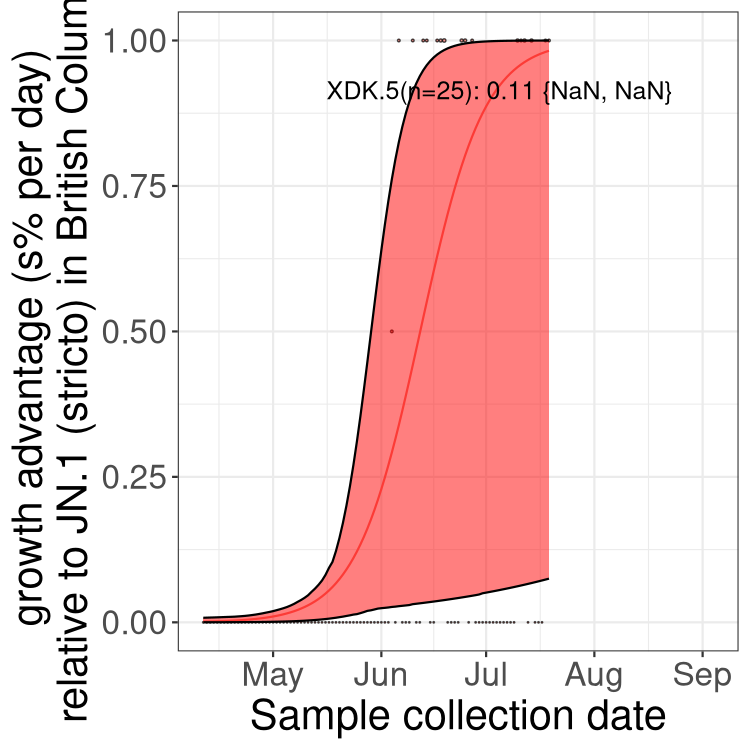 growth advantage (s% per day)
relative to JN.1 (stricto) in British Colum
1.00
0.75
0.50
0.25
0.00
XDK.5(n=25): 0.11 {NaN, NaN}
May Jun Jul Aug Sep
Sample collection date